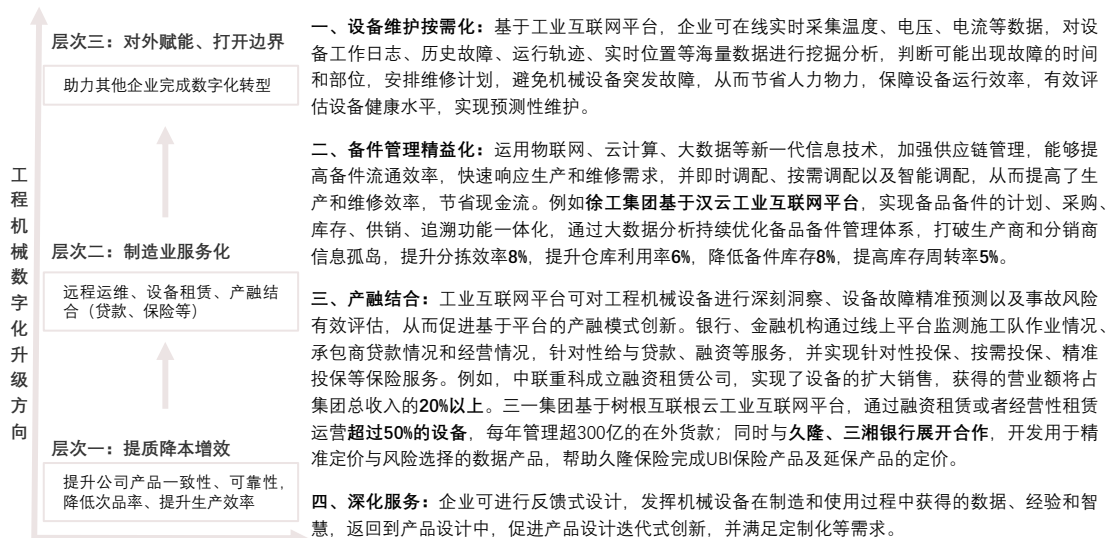 工程机械数字化升级方向
层次三：对外赋能、打开边界
助力其他企业完成数字化转型
层次二：制造业服务化
远程运维、设备租赁、产融结
合（贷款、保险等）
层次一：提质降本增效
提升公司产品一致性、可靠性，
降低次品率、提升生产效率
一、设备维护按需化：基于工业互联网平台，企业可在线实时采集温度、电压、电流等数据，对设
备工作日志、历史故障、运行轨迹、实时位置等海量数据进行挖掘分析，判断可能出现故障的时间
和部位，安排维修计划，避免机械设备突发故障，从而节省人力物力，保障设备运行效率，有效评
估设备健康水平，实现预测性维护。
二、备件管理精益化：运用物联网、云计算、大数据等新一代信息技术，加强供应链管理，能够提
高备件流通效率，快速响应生产和维修需求，并即时调配、按需调配以及智能调配，从而提高了生
产和维修效率，节省现金流。例如徐工集团基于汉云工业互联网平台，实现备品备件的计划、采购、
库存、供销、追溯功能一体化，通过大数据分析持续优化备品备件管理体系，打破生产商和分销商
信息孤岛，提升分拣效率8%，提升仓库利用率6%，降低备件库存8%，提高库存周转率5%。
三、产融结合：工业互联网平台可对工程机械设备进行深刻洞察、设备故障精准预测以及事故风险
有效评估，从而促进基于平台的产融模式创新。银行、金融机构通过线上平台监测施工队作业情况、
承包商贷款情况和经营情况，针对性给与贷款、融资等服务，并实现针对性投保、按需投保、精准
投保等保险服务。例如，中联重科成立融资租赁公司，实现了设备的扩大销售，获得的营业额将占
集团总收入的20%以上。三一集团基于树根互联根云工业互联网平台，通过融资租赁或者经营性租赁
运营超过50%的设备，每年管理超300亿的在外货款；同时与久隆、三湘银行展开合作，开发用于精
准定价与风险选择的数据产品，帮助久隆保险完成UBI保险产品及延保产品的定价。
四、深化服务：企业可进行反馈式设计，发挥机械设备在制造和使用过程中获得的数据、经验和智
慧，返回到产品设计中，促进产品设计迭代式创新，并满足定制化等需求。